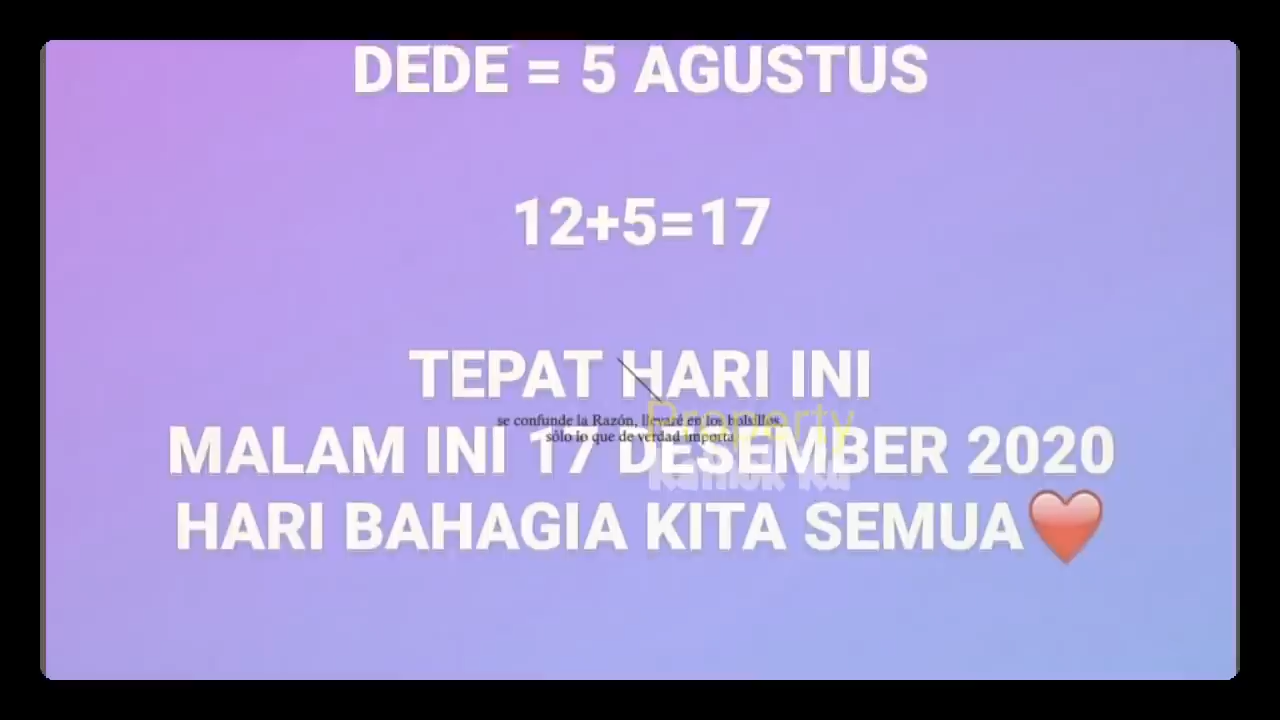 DEDE = 5 AGUSTUS
12+5=17
TEPAT HARI INI
se confunde la Razón, llevaré en los bolsillos,
sólo lo que de verdad importa
Property
MALAM INI 17 DESEMBER 2020
HARI BAHAGIA KITA SEMUA❤️